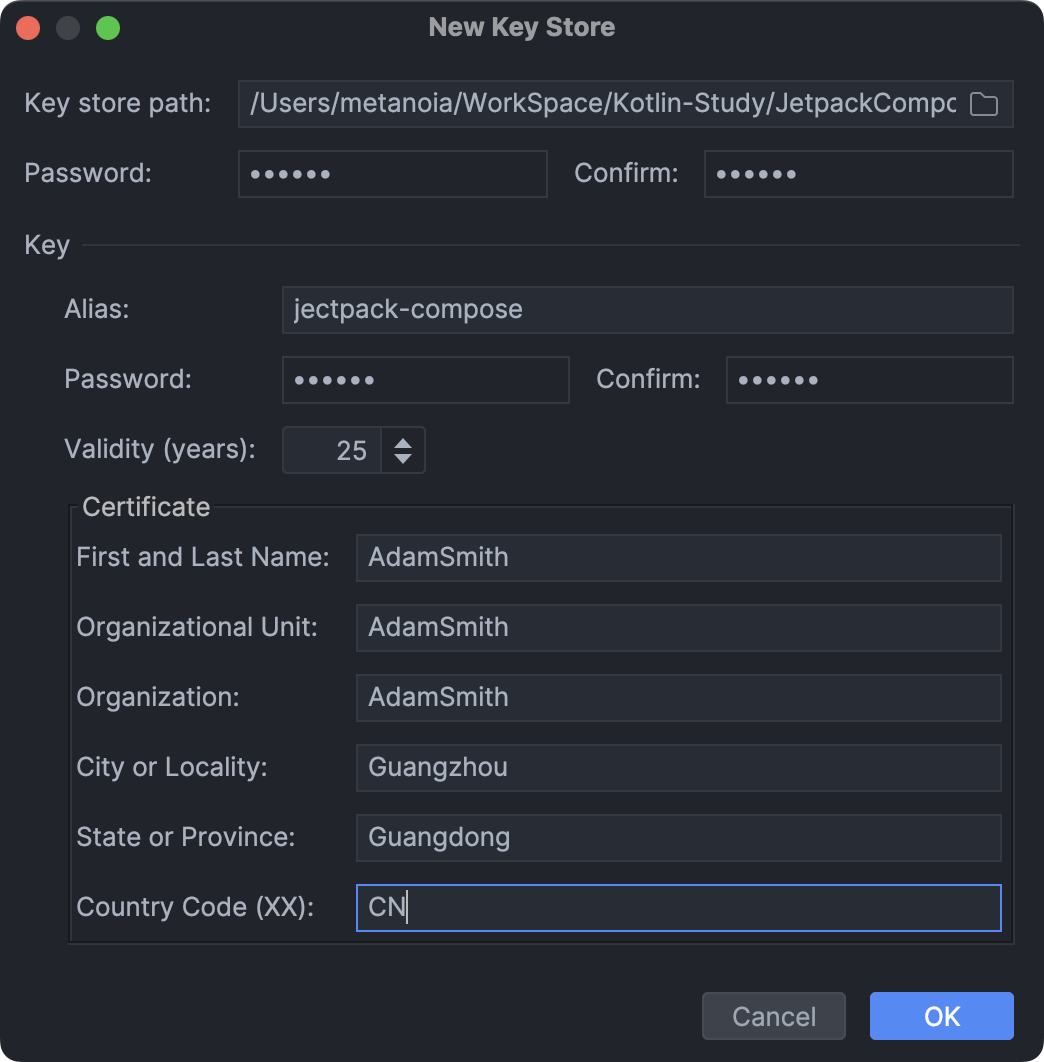 New Key Store
Key store path: /Users/metanoia/WorkSpace/Kotlin-Study/JetpackCompo
Password: •••••• Confirm: ••••••
Key
Alias: jectpack-compose
Password: •••••• Confirm: ••••••
Validity (years): 25
Certificate
First and Last Name: AdamSmith
Organizational Unit: AdamSmith
Organization: AdamSmith
City or Locality: Guangzhou
State or Province: Guangdong
Country Code (XX): CN
Cancel OK